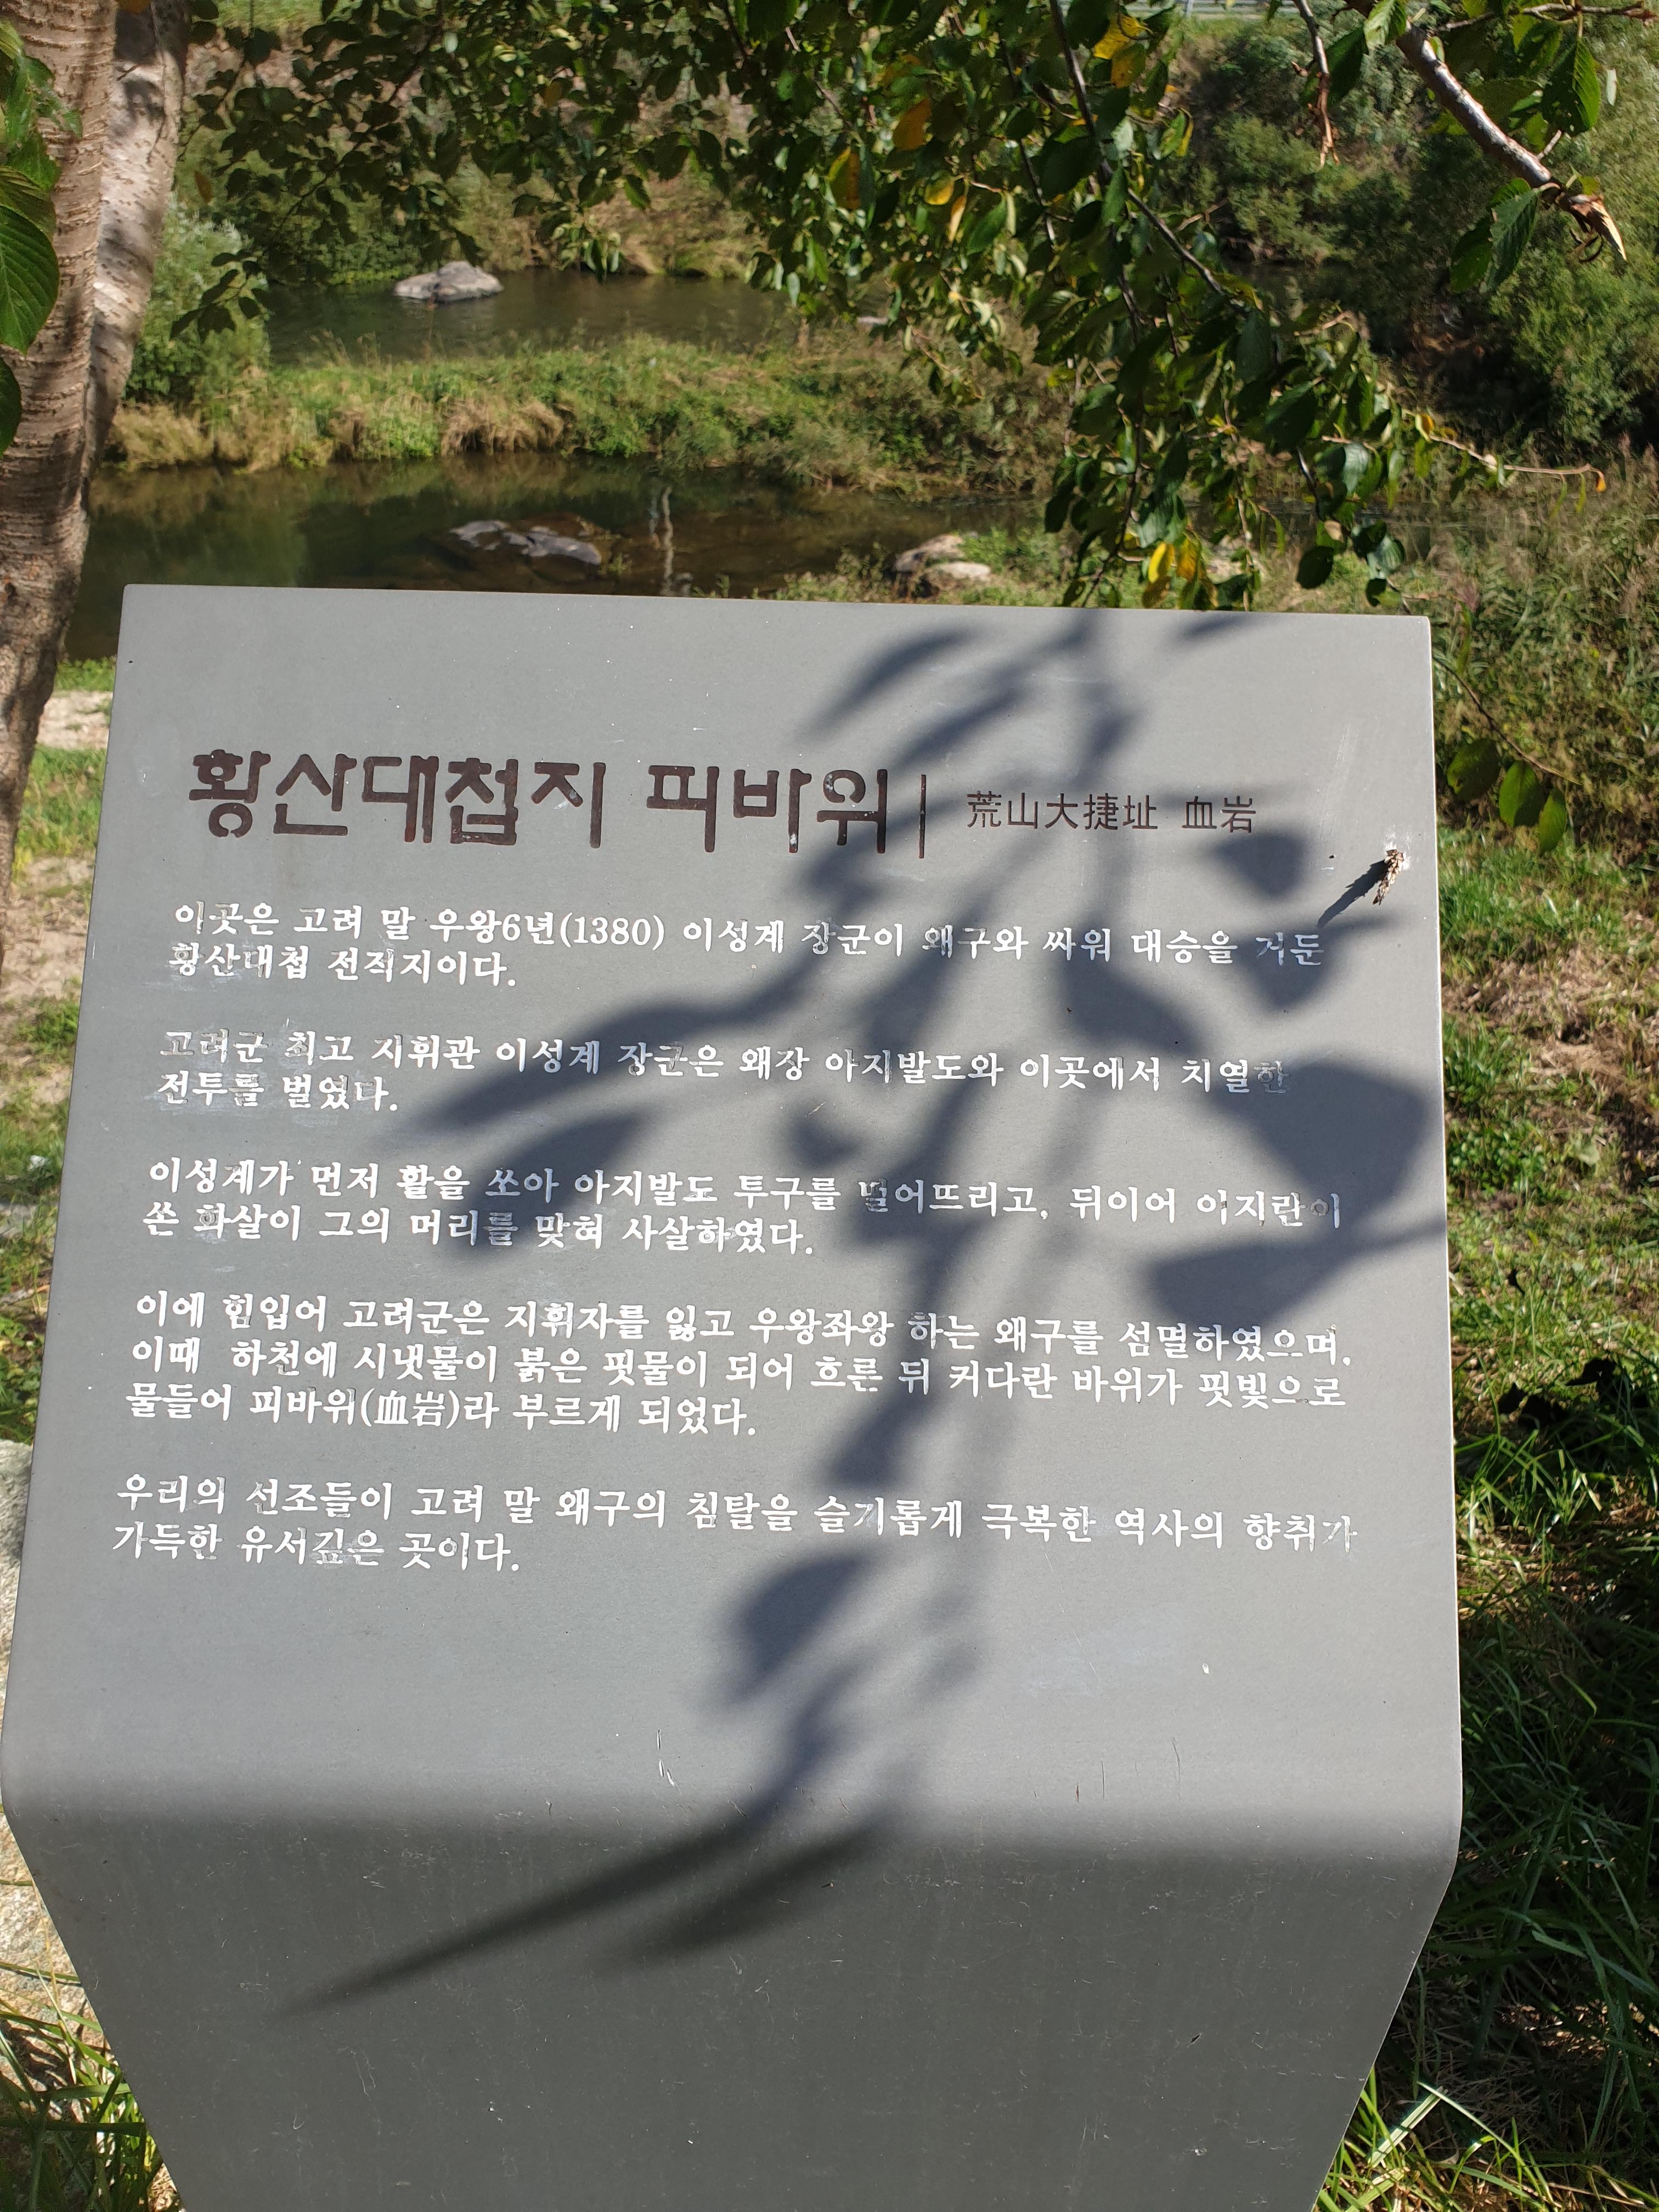 황산대첩지 피바위 | 荒山大捷址 血岩
이곳은 고려 말 우왕6년(1380) 이성계 장군이 왜구와 싸워 대승을 거둔
황산대첩 전적지이다.
고려군 최고 지휘관 이성계 장군은 왜장 아지발도와 이곳에서 치열한
전투를 벌였다.
이성계가 먼저 활을 쏘아 아지발도 투구를 떨어뜨리고, 뒤이어 이지란이
쏜 화살이 그의 머리를 맞혀 사살하였다.
이에 힘입어 고려군은 지휘자를 잃고 우왕좌왕 하는 왜구를 섬멸하였으며,
이때 하천에 시냇물이 붉은 핏물이 되어 흐른 뒤 커다란 바위가 핏빛으로
물들어 피바위(血岩)라 부르게 되었다.
우리의 선조들이 고려 말 왜구의 침탈을 슬기롭게 극복한 역사의 향취가
가득한 유서깊은 곳이다.